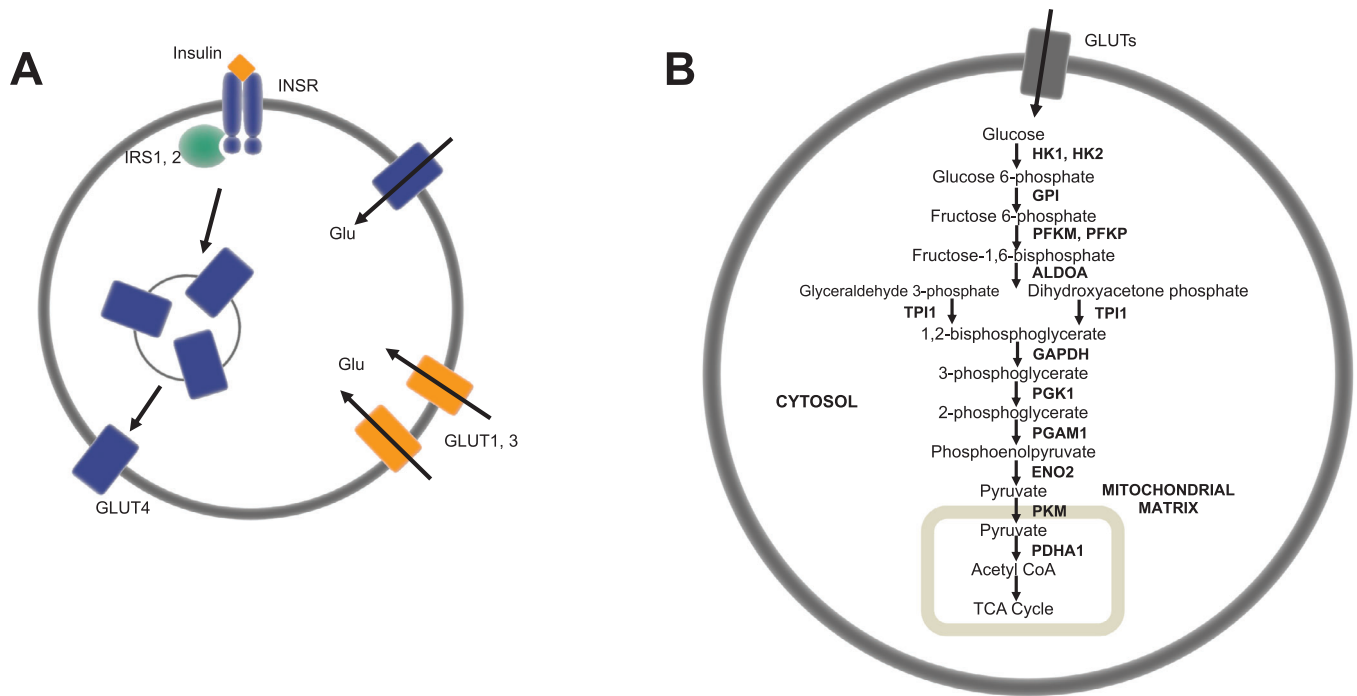 A
Insulin
INSR
IRS1, 2
Glu
Glu
GLUT1, 3
GLUT4
B
GLUTs
Glucose
HK1, HK2
Glucose 6-phosphate
GPI
Fructose 6-phosphate
PFKM, PFKP
Fructose-1,6-bisphosphate
ALDOA
Glyceraldehyde 3-phosphate Dihydroxyacetone phosphate
TPI1 TPI1
1,2-bisphosphoglycerate
GAPDH
3-phosphoglycerate
PGK1
CYTOSOL
2-phosphoglycerate
PGAM1
Phosphoenolpyruvate
ENO2
Pyruvate
MITOCHONDRIAL
MATRIX
PKM
Pyruvate
PDHA1
Acetyl CoA
TCA Cycle